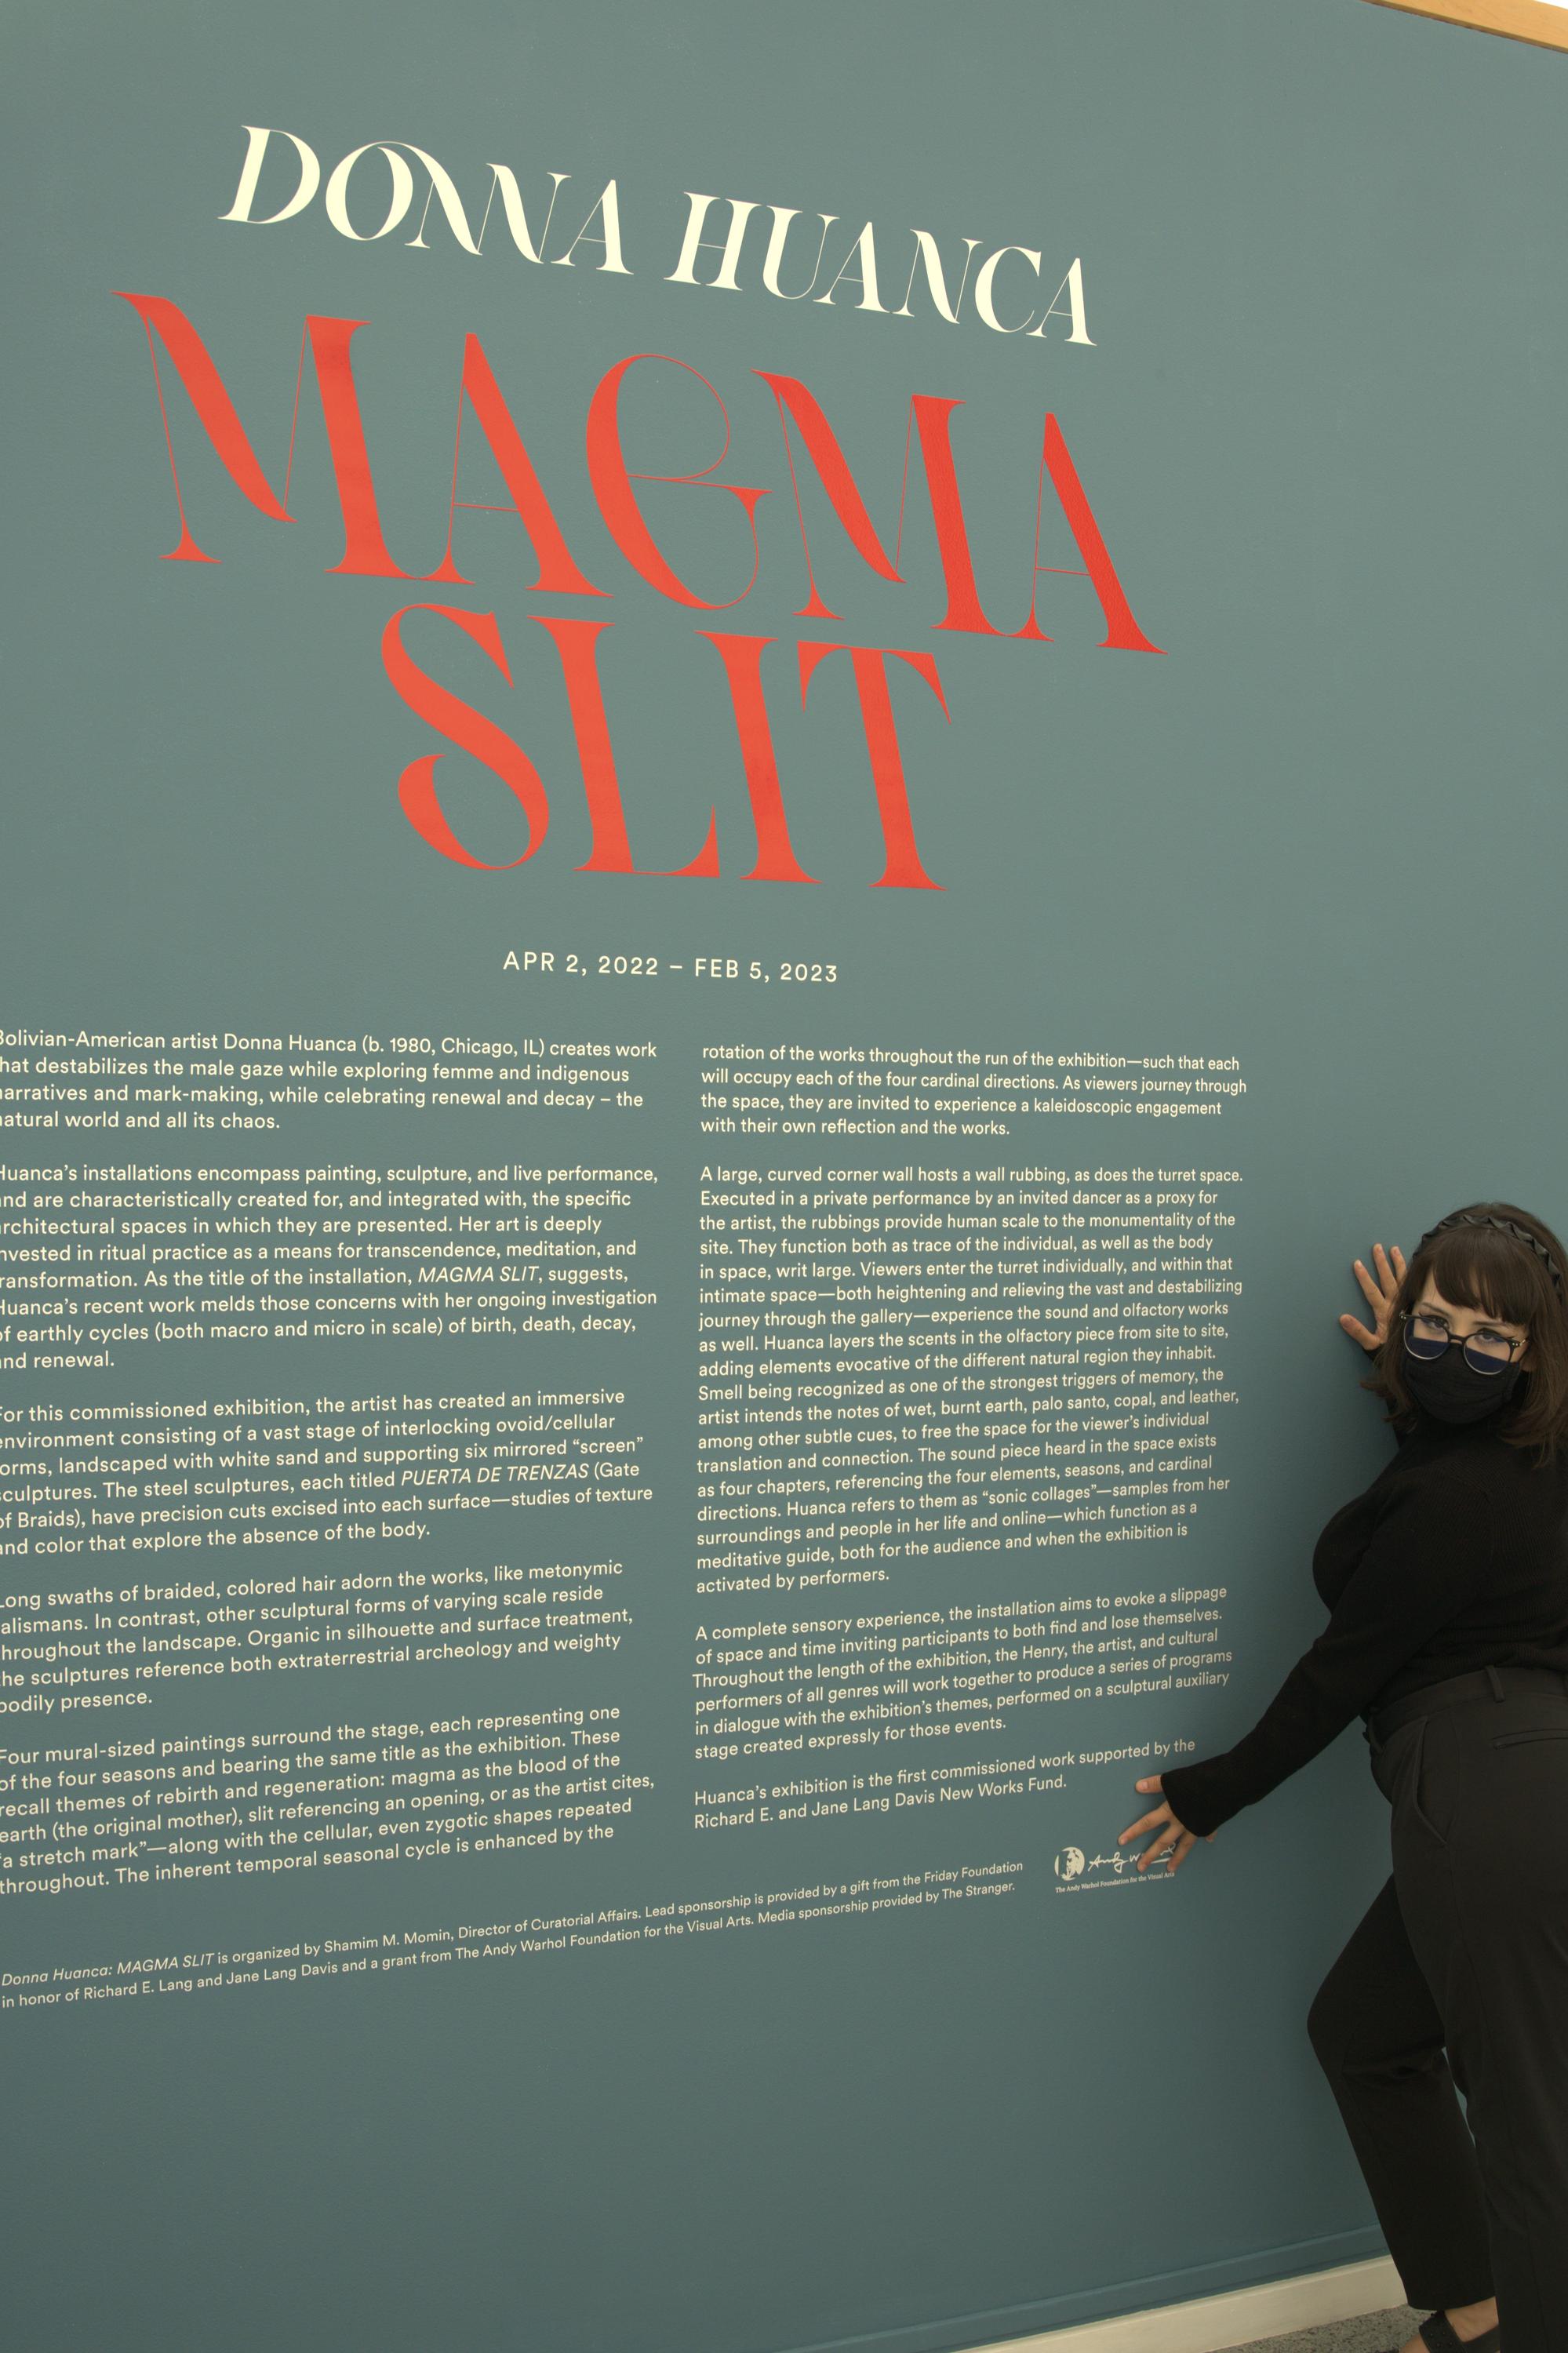 DONNA HUANCA
MAGMA
SLIT
APR 2, 2022 – FEB 5, 2023
Bolivian-American artist Donna Huanca (b. 1980, Chicago, IL) creates work
that destabilizes the male gaze while exploring femme and indigenous
narratives and mark-making, while celebrating renewal and decay – the
natural world and all its chaos.
Huanca’s installations encompass painting, sculpture, and live performance,
and are characteristically created for, and integrated with, the specific
architectural spaces in which they are presented. Her art is deeply
invested in ritual practice as a means for transcendence, meditation, and
transformation. As the title of the installation, MAGMA SLIT, suggests,
Huanca’s recent work melds those concerns with her ongoing investigation
of earthly cycles (both macro and micro in scale) of birth, death, decay,
and renewal.
For this commissioned exhibition, the artist has created an immersive
environment consisting of a vast stage of interlocking ovoid/cellular
forms, landscaped with white sand and supporting six mirrored “screen”
sculptures. The steel sculptures, each titled PUERTA DE TRENZAS (Gate
of Braids), have precision cuts excised into each surface—studies of texture
and color that explore the absence of the body.
Long swaths of braided, colored hair adorn the works, like metonymic
talismans. In contrast, other sculptural forms of varying scale reside
throughout the landscape. Organic in silhouette and surface treatment,
the sculptures reference both extraterrestrial archeology and weighty
bodily presence.
Four mural-sized paintings surround the stage, each representing one
of the four seasons and bearing the same title as the exhibition. These
recall themes of rebirth and regeneration: magma as the blood of the
earth (the original mother), slit referencing an opening, or as the artist cites,
“a stretch mark”—along with the cellular, even zygotic shapes repeated
throughout. The inherent temporal seasonal cycle is enhanced by the
rotation of the works throughout the run of the exhibition—such that each
will occupy each of the four cardinal directions. As viewers journey through
the space, they are invited to experience a kaleidoscopic engagement
with their own reflection and the works.
A large, curved corner wall hosts a wall rubbing, as does the turret space.
Executed in a private performance by an invited dancer as a proxy for
the artist, the rubbings provide human scale to the monumentality of the
site. They function both as trace of the individual, as well as the body
in space, writ large. Viewers enter the turret individually, and within that
intimate space—both heightening and relieving the vast and destabilizing
journey through the gallery—experience the sound and olfactory works
as well. Huanca layers the scents in the olfactory piece from site to site,
adding elements evocative of the different natural region they inhabit.
Smell being recognized as one of the strongest triggers of memory, the
artist intends the notes of wet, burnt earth, palo santo, copal, and leather,
among other subtle cues, to free the space for the viewer’s individual
translation and connection. The sound piece heard in the space exists
as four chapters, referencing the four elements, seasons, and cardinal
directions. Huanca refers to them as “sonic collages”—samples from her
surroundings and people in her life and online—which function as a
meditative guide, both for the audience and when the exhibition is
activated by performers.
A complete sensory experience, the installation aims to evoke a slippage
of space and time inviting participants to both find and lose themselves.
Throughout the length of the exhibition, the Henry, the artist, and cultural
performers of all genres will work together to produce a series of programs
in dialogue with the exhibition’s themes, performed on a sculptural auxiliary
stage created expressly for those events.
Huanca’s exhibition is the first commissioned work supported by the
Richard E. and Jane Lang Davis New Works Fund.
Andy
The Andy Warhol Foundation for the Visual Arts
Donna Huanca: MAGMA SLIT is organized by Shamim M. Momin, Director of Curatorial Affairs. Lead sponsorship is provided by a gift from the Friday Foundation
in honor of Richard E. Lang and Jane Lang Davis and a grant from The Andy Warhol Foundation for the Visual Arts. Media sponsorship provided by The Stranger.